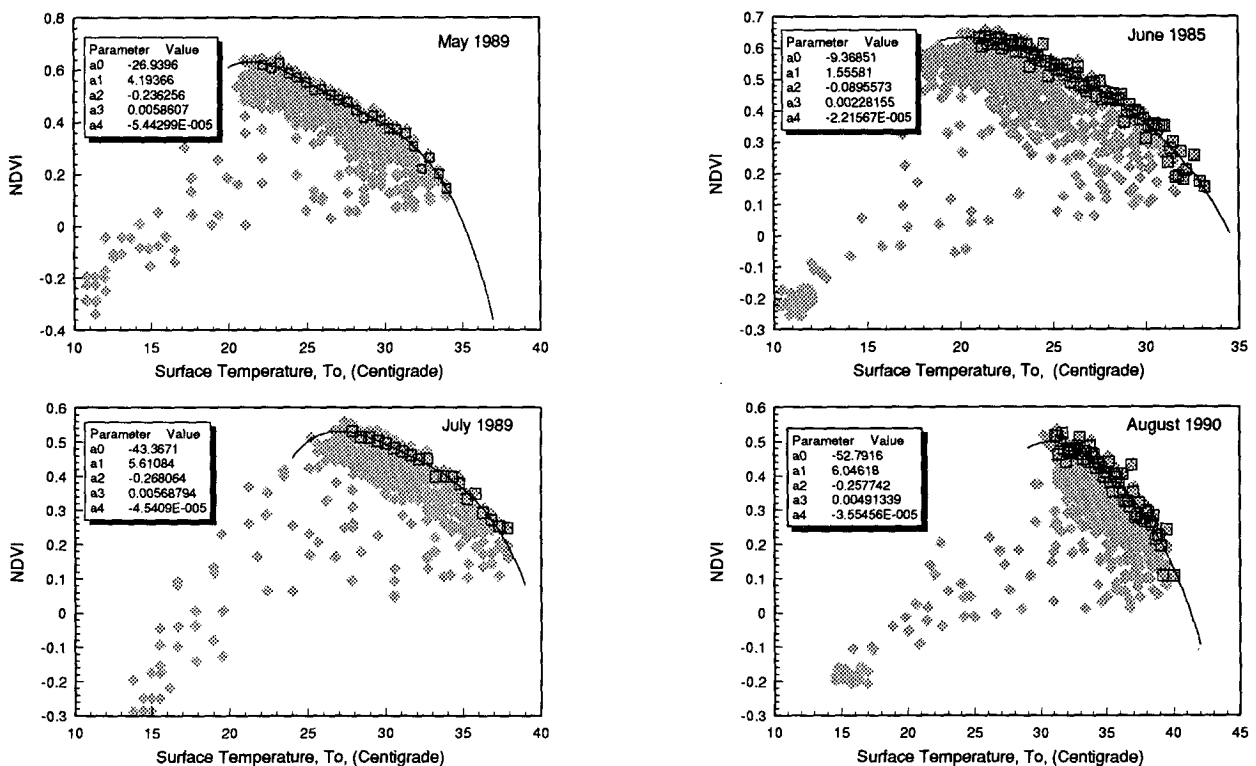 May 1989
Parameter Value
a0 -26.9396
a1 4.19366
a2 -0.236256
a3 0.0058607
a4 -5.44299E-005
NDVI
0.8
0.6
0.4
0.2
0
-0.2
-0.4
10 15 20 25 30 35 40
Surface Temperature, To, (Centigrade)
June 1985
Parameter Value
a0 -9.36851
a1 1.55581
a2 -0.0895573
a3 0.00228155
a4 -2.21567E-005
NDVI
0.7
0.6
0.5
0.4
0.3
0.2
0.1
0
-0.1
-0.2
-0.3
10 15 20 25 30 35
Surface Temperature, To, (Centigrade)
July 1989
Parameter Value
a0 -43.3671
a1 5.61084
a2 -0.268064
a3 0.00568794
a4 -4.5409E-005
NDVI
0.6
0.5
0.4
0.3
0.2
0.1
0
-0.1
-0.2
-0.3
10 15 20 25 30 35 40
Surface Temperature, To, (Centigrade)
August 1990
Parameter Value
a0 -52.7916
a1 6.04618
a2 -0.257742
a3 0.00491339
a4 -3.55456E-005
NDVI
0.6
0.5
0.4
0.3
0.2
0.1
0
-0.1
-0.2
-0.3
10 15 20 25 30 35 40 45
Surface Temperature, To, (Centigrade)